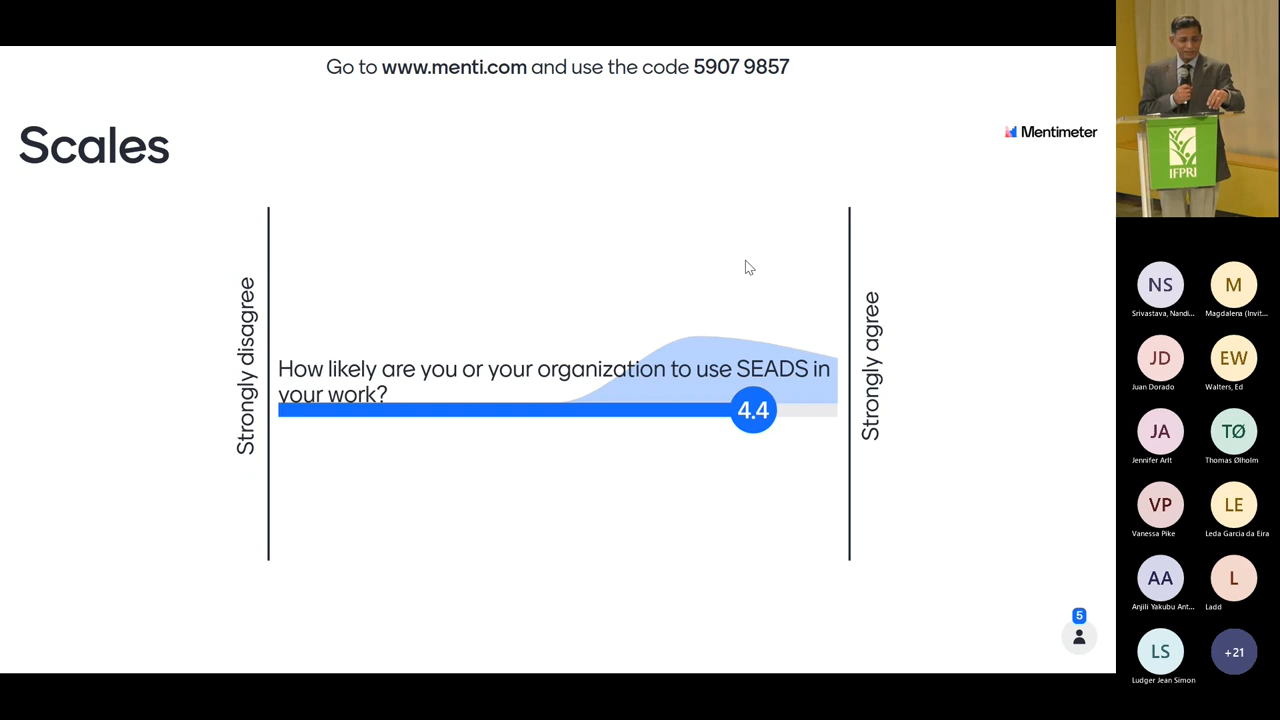 Go to www.menti.com and use the code 5907 9857
Scales
Mentimeter
Strongly disagree
How likely are you or your organization to use SEADS in
your work?
4.4
Strongly agree
5
IFPRI
NS
Srivastava, Nandi...
M
Magdalena (Invit...
JD
Juan Dorado
EW
Walters, Ed
JA
Jennifer Arlt
TØ
Thomas Ølholm
VP
Vanessa Pike
LE
Leda Garcia da Eira
AA
Anjili Yakubu Ant...
L
Ladd
LS
Ludger Jean Simon
+21